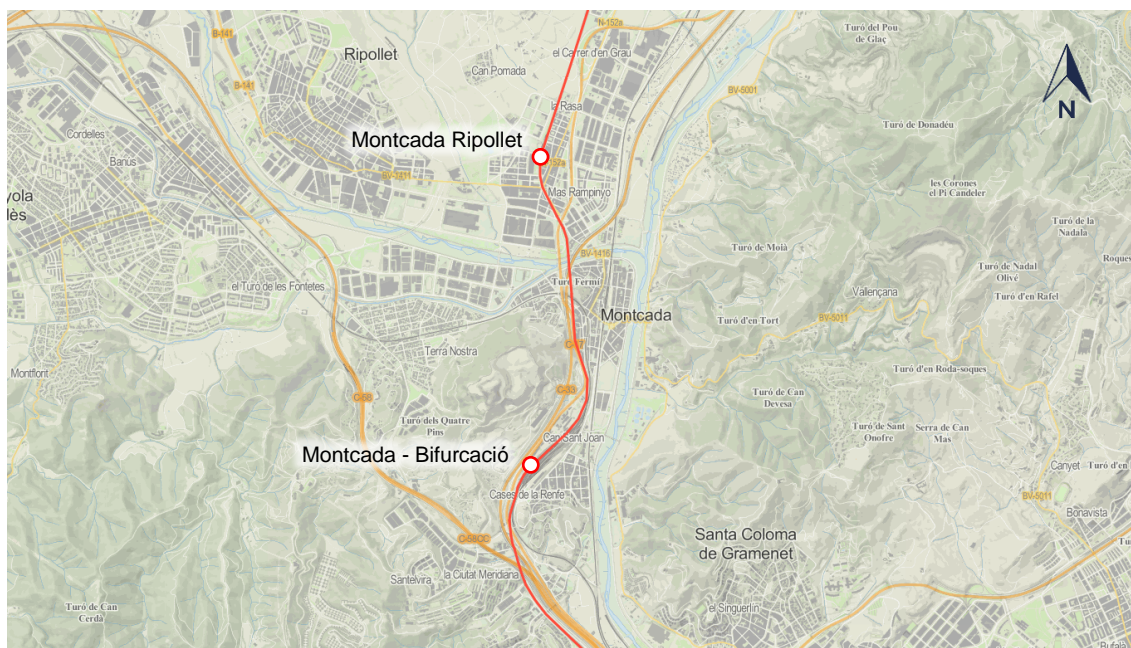 N-152a
B-141
el Carrer d'en Grau
Turó del Pou
de Glaç
Ripollet
Can Pomada
B-141
BV-5001
N
la Rasa
Cordelles
Turó de Donadéu
Montcada Ripollet
Banus
152a
BV-1411
Mas Rampinyo
les Corones
el Pi Candeler
yola
lès
Turó de la
Nadala
Turó de Moià
BV-1416
Roques
Turó de Nadal
Olivé
el Turó de les Fontetes
Turó Fermí
Vallençana
Turó d'en Rafel
Montcada
Turó d'en Tort
BV-5011
C-17
Terra Nostra
Montflorit
Turó d'en Roda-soques
C-33
Turó de Can
Devesa
C-58
Turó dels Quatre
Pins
Turó de Sant
Onofre
Serra de Can
Mas
Can Sant Joan
Montcada - Bifurcació
Canyet
Turó d'en
Cases de la Renfe
BV-5011
Bonavista
Santa Coloma
de Gramenet
C-58CC
la Ciutat Meridiana
Santelvira
Turó de Can
Cerdà
el Singuerlín
Bufalà